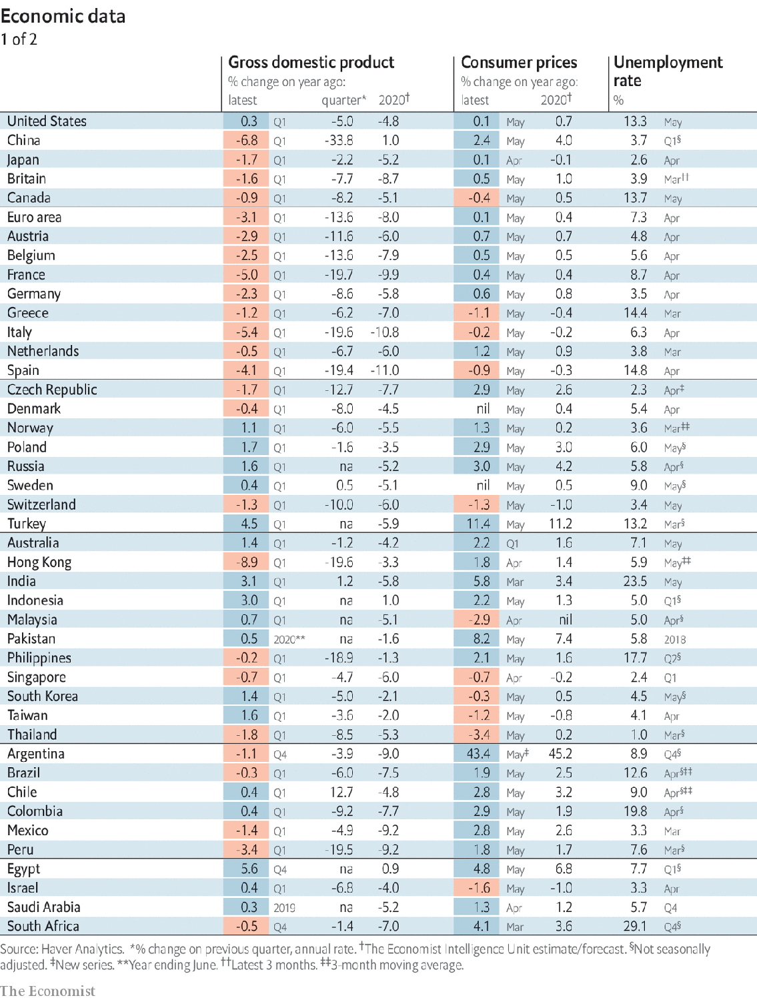 Economic data
1 of 2
Gross domestic product Consumer prices Unemployment
% change on year ago: % change on year ago: rate
latest quarter* 2020† latest 2020† %
United States 0.3 Q1 -5.0 -4.8 0.1 May 0.7 13.3 May
China -6.8 Q1 -33.8 1.0 2.4 May 4.0 3.7 Q1§
Japan -1.7 Q1 -2.2 -5.2 0.1 Apr -0.1 2.6 Apr
Britain -1.6 Q1 -7.7 -8.7 0.5 May 1.0 3.9 Mar††
Canada -0.9 Q1 -8.2 -5.1 -0.4 May 0.5 13.7 May
Euro area -3.1 Q1 -13.6 -8.0 0.1 May 0.4 7.3 Apr
Austria -2.9 Q1 -11.6 -6.0 0.7 May 0.7 4.8 Apr
Belgium -2.5 Q1 -13.6 -7.9 0.5 May 0.5 5.6 Apr
France -5.0 Q1 -19.7 -9.9 0.4 May 0.4 8.7 Apr
Germany -2.3 Q1 -8.6 -5.8 0.6 May 0.8 3.5 Apr
Greece -1.2 Q1 -6.2 -7.0 -1.1 May -0.4 14.4 Mar
Italy -5.4 Q1 -19.6 -10.8 -0.2 May -0.2 6.3 Apr
Netherlands -0.5 Q1 -6.7 -6.0 1.2 May 0.9 3.8 Mar
Spain -4.1 Q1 -19.4 -11.0 -0.9 May -0.3 14.8 Apr
Czech Republic -1.7 Q1 -12.7 -7.7 2.9 May 2.6 2.3 Apr‡
Denmark -0.4 Q1 -8.0 -4.5 nil May 0.4 5.4 Apr
Norway 1.1 Q1 -6.0 -5.5 1.3 May 0.2 3.6 Mar‡‡
Poland 1.7 Q1 -1.6 -3.5 2.9 May 3.0 6.0 May§
Russia 1.6 Q1 na -5.2 3.0 May 4.2 5.8 Apr§
Sweden 0.4 Q1 0.5 -5.1 nil May 0.5 9.0 May§
Switzerland -1.3 Q1 -10.0 -6.0 -1.3 May -1.0 3.4 May
Turkey 4.5 Q1 na -5.9 11.4 May 11.2 13.2 Mar§
Australia 1.4 Q1 -1.2 -4.2 2.2 Q1 1.6 7.1 May
Hong Kong -8.9 Q1 -19.6 -3.3 1.8 Apr 1.4 5.9 May‡‡
India 3.1 Q1 1.2 -5.8 5.8 Mar 3.4 23.5 May
Indonesia 3.0 Q1 na 1.0 2.2 May 1.3 5.0 Q1§
Malaysia 0.7 Q1 na -5.1 -2.9 Apr nil 5.0 Apr§
Pakistan 0.5 2020** na -1.6 8.2 May 7.4 5.8 2018
Philippines -0.2 Q1 -18.9 -1.3 2.1 May 1.6 17.7 Q2§
Singapore -0.7 Q1 -4.7 -6.0 -0.7 Apr -0.2 2.4 Q1
South Korea 1.4 Q1 -5.0 -2.1 -0.3 May 0.5 4.5 May§
Taiwan 1.6 Q1 -3.6 -2.0 -1.2 May -0.8 4.1 Apr
Thailand -1.8 Q1 -8.5 -5.3 -3.4 May 0.2 1.0 Mar§
Argentina -1.1 Q4 -3.9 -9.0 43.4 May‡ 45.2 8.9 Q4§
Brazil -0.3 Q1 -6.0 -7.5 1.9 May 2.5 12.6 Apr§‡‡
Chile 0.4 Q1 12.7 -4.8 2.8 May 3.2 9.0 Apr§‡‡
Colombia 0.4 Q1 -9.2 -7.7 2.9 May 1.9 19.8 Apr§
Mexico -1.4 Q1 -4.9 -9.2 2.8 May 2.6 3.3 Mar
Peru -3.4 Q1 -19.5 -9.2 1.8 May 1.7 7.6 Mar§
Egypt 5.6 Q4 na 0.9 4.8 May 6.8 7.7 Q1§
Israel 0.4 Q1 -6.8 -4.0 -1.6 May -1.0 3.3 Apr
Saudi Arabia 0.3 2019 na -5.2 1.3 Apr 1.2 5.7 Q4
South Africa -0.5 Q4 -1.4 -7.0 4.1 Mar 3.6 29.1 Q4§
Source: Haver Analytics. *% change on previous quarter, annual rate. †The Economist Intelligence Unit estimate/forecast. §Not seasonally
adjusted. ‡New series. **Year ending June. ††Latest 3 months. ‡‡3-month moving average.
The Economist